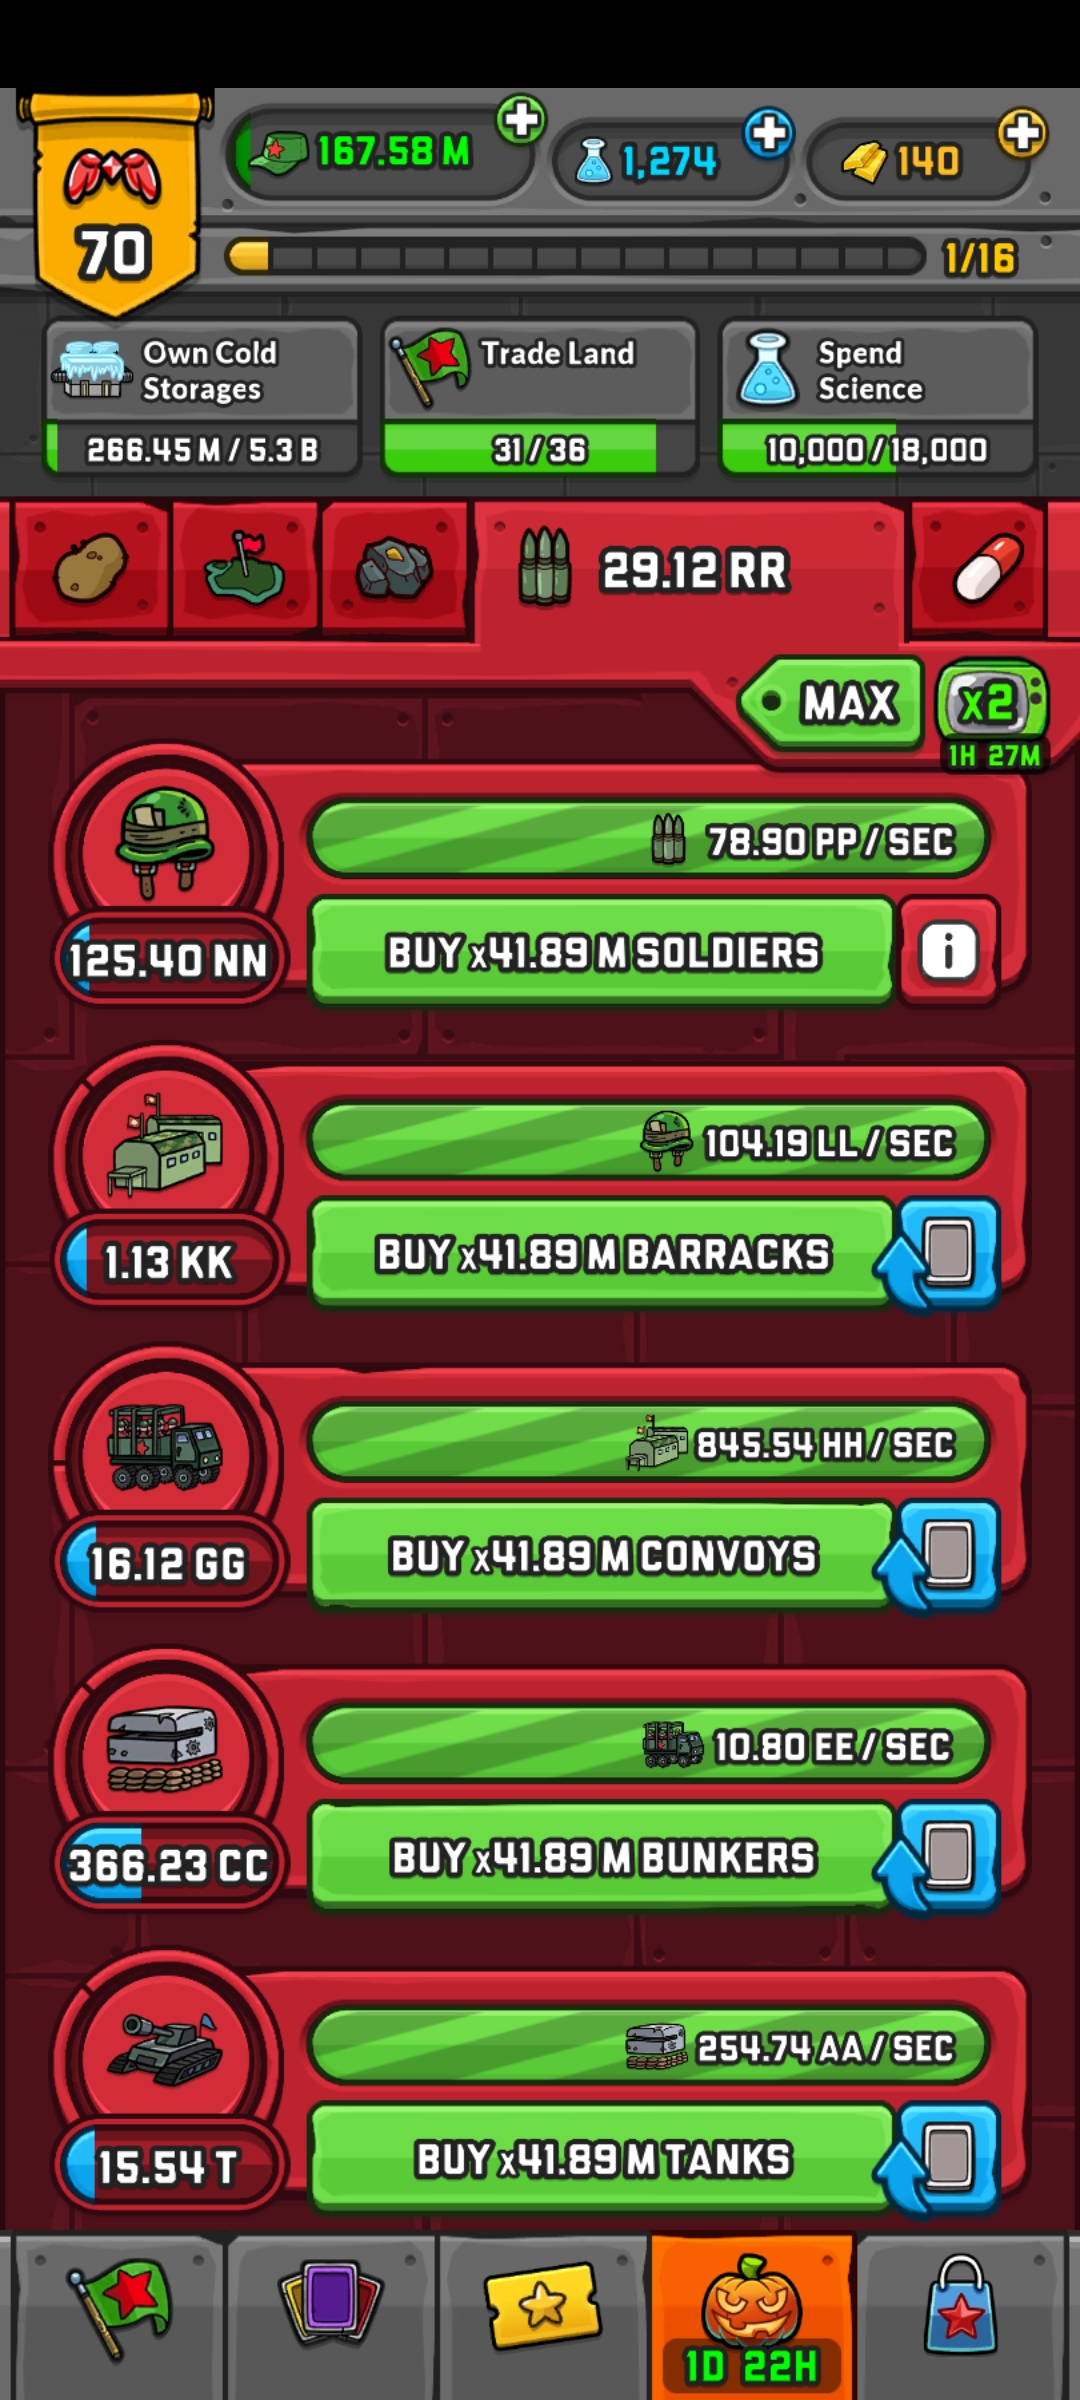 167.58 M
1,274
140
70
1/16
Own Cold
Storages
266.45 M / 5.3 B
Trade Land
31 / 36
Spend
Science
10,000 / 18,000
29.12 RR
MAX
x2
1H 27M
78.90 PP / SEC
125.40 NN
BUY x41.89 M SOLDIERS
i
104.19 LL / SEC
1.13 KK
BUY x41.89 M BARRACKS
845.54 HH / SEC
16.12 GG
BUY x41.89 M CONVOYS
10.80 EE / SEC
366.23 CC
BUY x41.89 M BUNKERS
254.74 AA / SEC
15.54 T
BUY x41.89 M TANKS
1D 22H